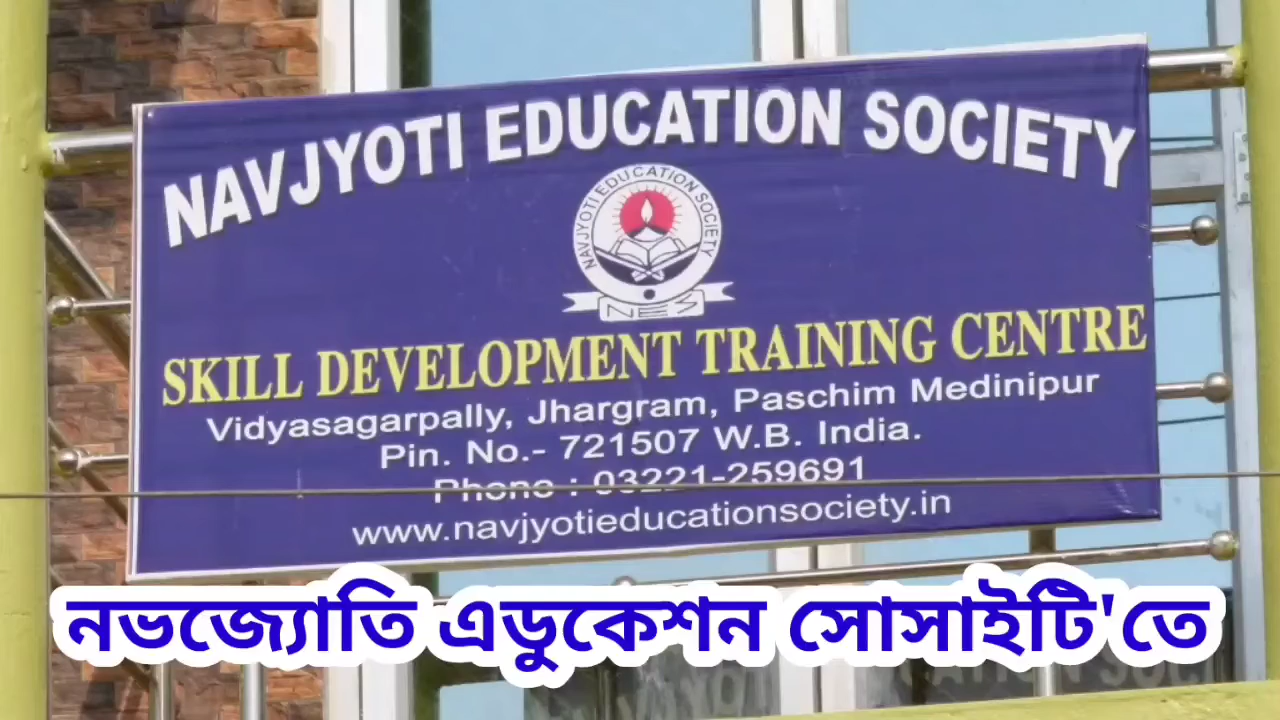 NAVJYOTI EDUCATION SOCIETY
NAVJYOTI EDUCATION SOCIETY
NES
SKILL DEVELOPMENT TRAINING CENTRE
Vidyasagarpally, Jhargram, Paschim Medinipur
Pin. No.- 721507 W.B. India.
Phone : 03221-259691
www.navjyotieducationsociety.in
নভজ্যোতি এডুকেশন সোসাইটি'তে